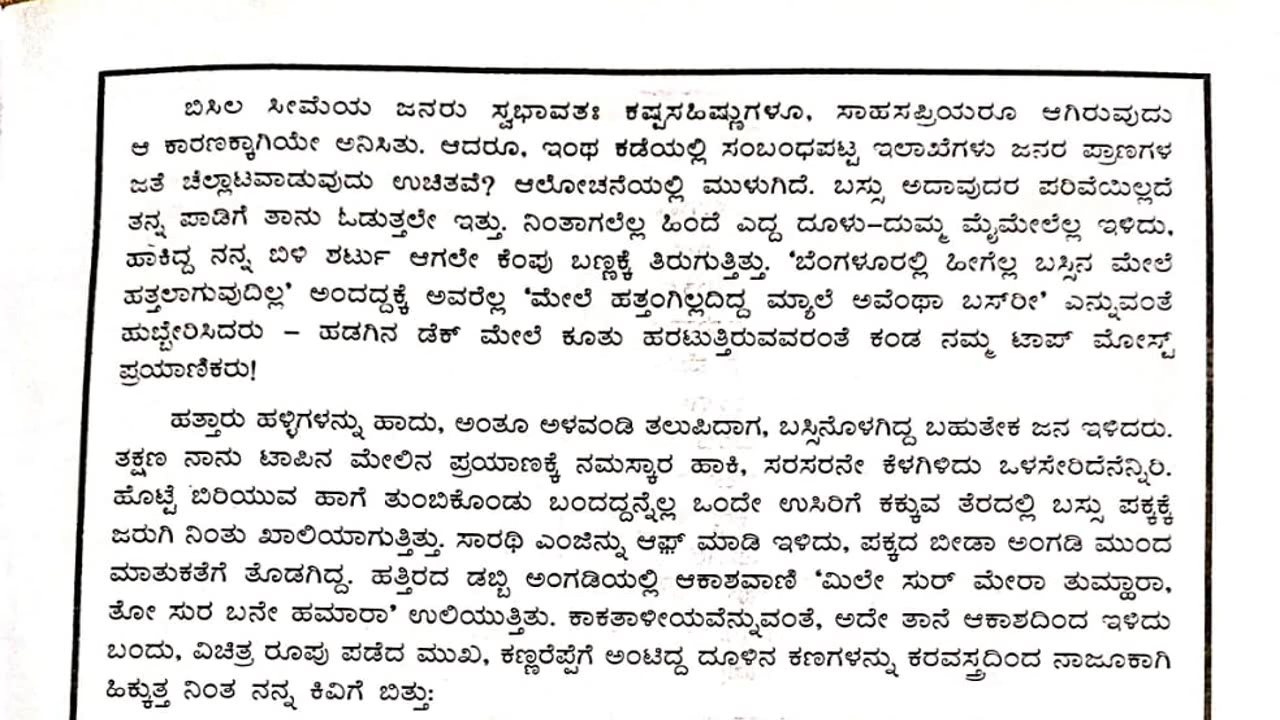 ಬಿಸಿಲ ಸೀಮೆಯ ಜನರು ಸ್ವಭಾವತಃ ಕಷ್ಟಸಹಿಷ್ಣುಗಳೂ, ಸಾಹಸಪ್ರಿಯರೂ ಆಗಿರುವುದು
ಆ ಕಾರಣಕ್ಕಾಗಿಯೇ ಅನಿಸಿತು. ಆದರೂ, ಇಂಥ ಕಡೆಯಲ್ಲಿ ಸಂಬಂಧಪಟ್ಟ ಇಲಾಖೆಗಳು ಜನರ ಪ್ರಾಣಗಳ
ಜತೆ ಚೆಲ್ಲಾಟವಾಡುವುದು ಉಚಿತವೆ? ಆಲೋಚನೆಯಲ್ಲಿ ಮುಳುಗಿದೆ. ಬಸ್ಸು ಅದಾವುದರ ಪರಿವೆಯಿಲ್ಲದೆ
ತನ್ನ ಪಾಡಿಗೆ ತಾನು ಓಡುತ್ತಲೇ ಇತ್ತು. ನಿಂತಾಗಲೆಲ್ಲ ಹಿಂದೆ ಎದ್ದ ದೂಳು–ದುಮ್ಮ ಮೈಮೇಲೆಲ್ಲ ಇಳಿದು,
ಹಾಕಿದ್ದ ನನ್ನ ಬಿಳಿ ಶರ್ಟು ಆಗಲೇ ಕೆಂಪು ಬಣ್ಣಕ್ಕೆ ತಿರುಗುತ್ತಿತ್ತು. ‘ಬೆಂಗಳೂರಲ್ಲಿ ಹೀಗೆಲ್ಲ ಬಸ್ಸಿನ ಮೇಲೆ
ಹತ್ತಲಾಗುವುದಿಲ್ಲ’ ಅಂದದ್ದಕ್ಕೆ ಅವರೆಲ್ಲ ‘ಮೇಲೆ ಹತ್ತಂಗಿಲ್ಲದಿದ್ದ ಮ್ಯಾಲೆ ಅವೆಂಥಾ ಬಸ್‌ರೀ’ ಎನ್ನುವಂತೆ
ಹುಬ್ಬೇರಿಸಿದರು – ಹಡಗಿನ ಡೆಕ್ ಮೇಲೆ ಕೂತು ಹರಟುತ್ತಿರುವವರಂತೆ ಕಂಡ ನಮ್ಮ ಟಾಪ್ ಮೋಸ್ಟ್
ಪ್ರಯಾಣಿಕರು!
ಹತ್ತಾರು ಹಳ್ಳಿಗಳನ್ನು ಹಾದು, ಅಂತೂ ಅಳವಂಡಿ ತಲುಪಿದಾಗ, ಬಸ್ಸಿನೊಳಗಿದ್ದ ಬಹುತೇಕ ಜನ ಇಳಿದರು.
ತಕ್ಷಣ ನಾನು ಟಾಪಿನ ಮೇಲಿನ ಪ್ರಯಾಣಕ್ಕೆ ನಮಸ್ಕಾರ ಹಾಕಿ, ಸರಸರನೇ ಕೆಳಗಿಳಿದು ಒಳಸೇರಿದೆನೆನ್ನಿರಿ.
ಹೊಟ್ಟೆ ಬಿರಿಯುವ ಹಾಗೆ ತುಂಬಿಕೊಂಡು ಬಂದದ್ದನ್ನೆಲ್ಲ ಒಂದೇ ಉಸಿರಿಗೆ ಕಕ್ಕುವ ತೆರದಲ್ಲಿ ಬಸ್ಸು ಪಕ್ಕಕ್ಕೆ
ಜರುಗಿ ನಿಂತು ಖಾಲಿಯಾಗುತ್ತಿತ್ತು. ಸಾರಥಿ ಎಂಜಿನ್ನು ಆಫ಼್ ಮಾಡಿ ಇಳಿದು, ಪಕ್ಕದ ಬೀಡಾ ಅಂಗಡಿ ಮುಂದ
ಮಾತುಕತೆಗೆ ತೊಡಗಿದ್ದ. ಹತ್ತಿರದ ಡಬ್ಬಿ ಅಂಗಡಿಯಲ್ಲಿ ಆಕಾಶವಾಣಿ ‘ಮಿಲೇ ಸುರ್ ಮೇರಾ ತುಮ್ಹಾರಾ,
ತೋ ಸುರ ಬನೇ ಹಮಾರಾ’ ಉಲಿಯುತ್ತಿತು. ಕಾಕತಾಳೀಯವೆನ್ನುವಂತೆ, ಅದೇ ತಾನೆ ಆಕಾಶದಿಂದ ಇಳಿದು
ಬಂದು, ವಿಚಿತ್ರ ರೂಪು ಪಡೆದ ಮುಖ, ಕಣ್ಣರೆಪ್ಪೆಗೆ ಅಂಟಿದ್ದ ದೂಳಿನ ಕಣಗಳನ್ನು ಕರವಸ್ತ್ರದಿಂದ ನಾಜೂಕಾಗಿ
ಹಿಕ್ಕುತ್ತ ನಿಂತ ನನ್ನ ಕಿವಿಗೆ ಬಿತ್ತು: